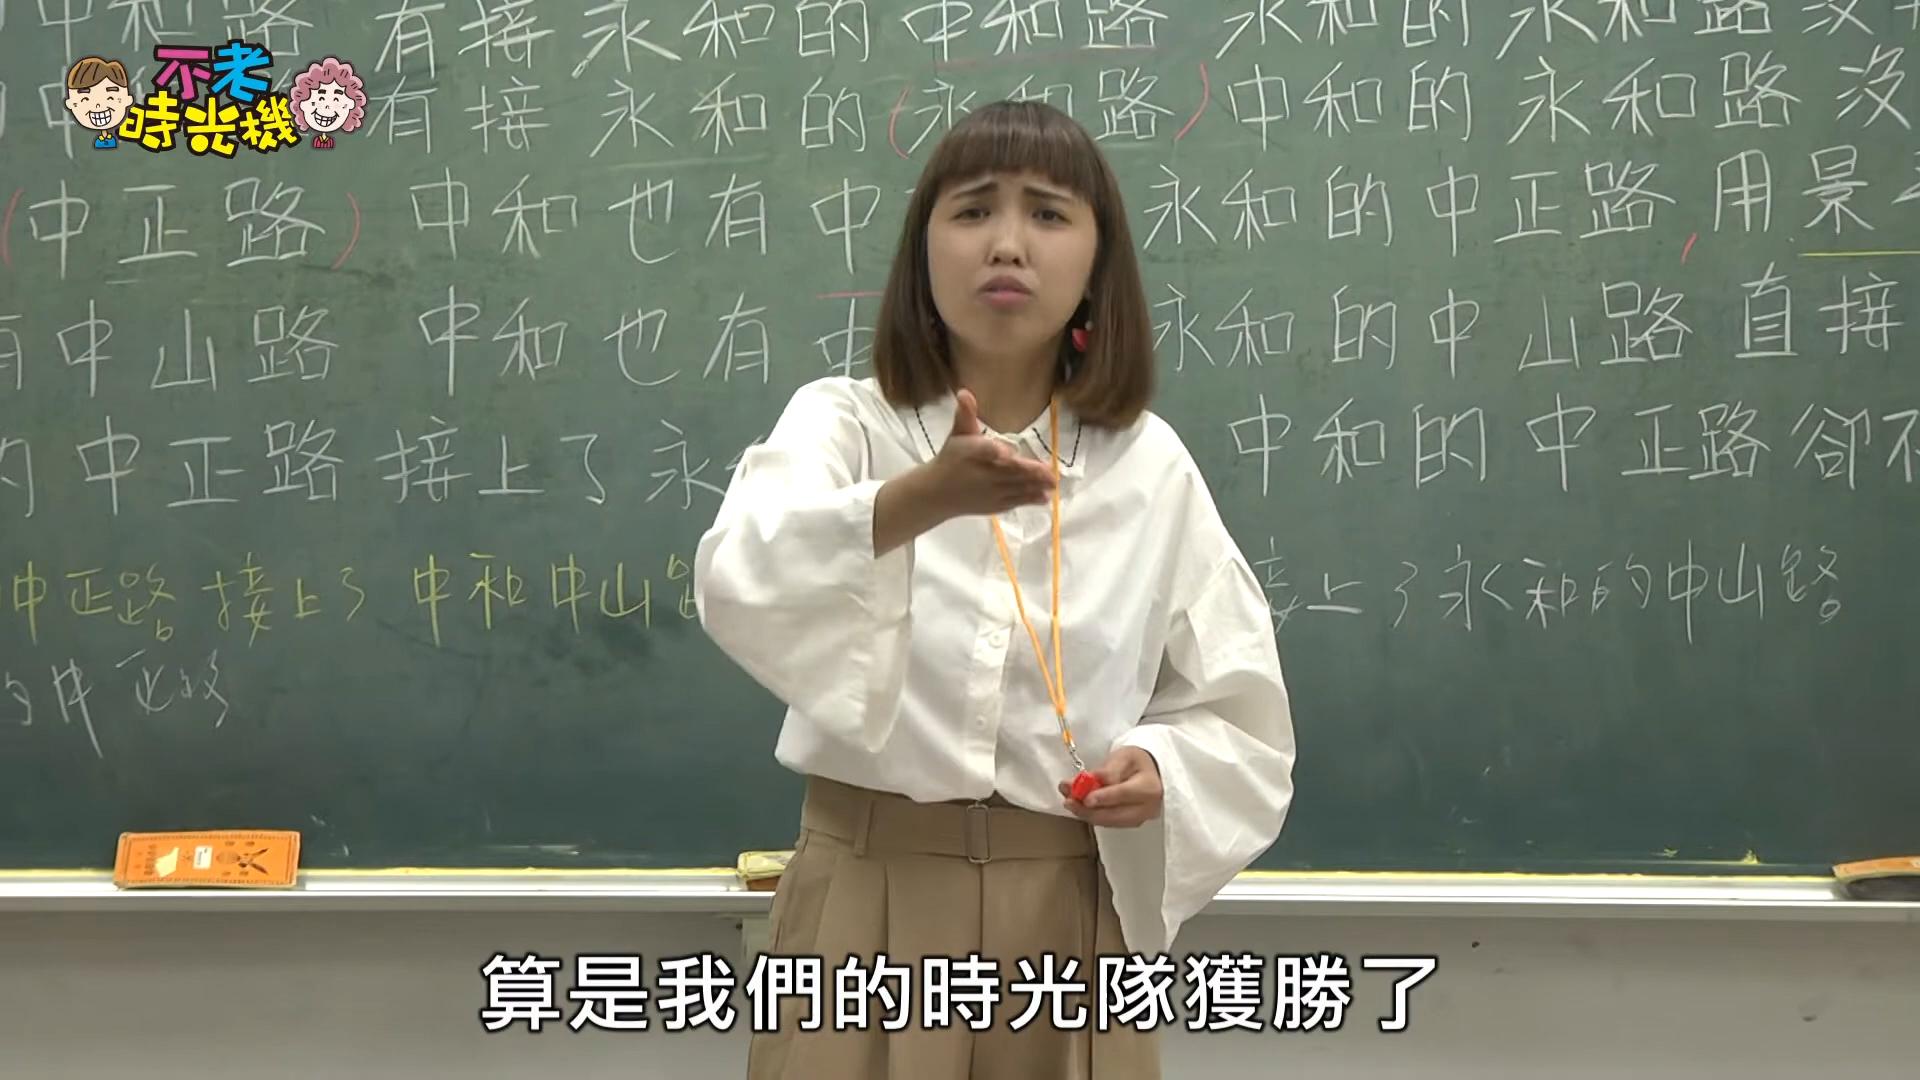 不老
時光機
中和路 有接永和的中和路 永和的永和路沒
有接永和的(永和路)中和的永和路沒
(中正路) 中和也有中 永和的中正路,用景
有中山路 中和也有中 永和的中山路直接
的中正路接上了永 中和的中正路卻不
中正路接上了中和中山路 接上了永和的中山路
的中正路
算是我們的時光隊獲勝了